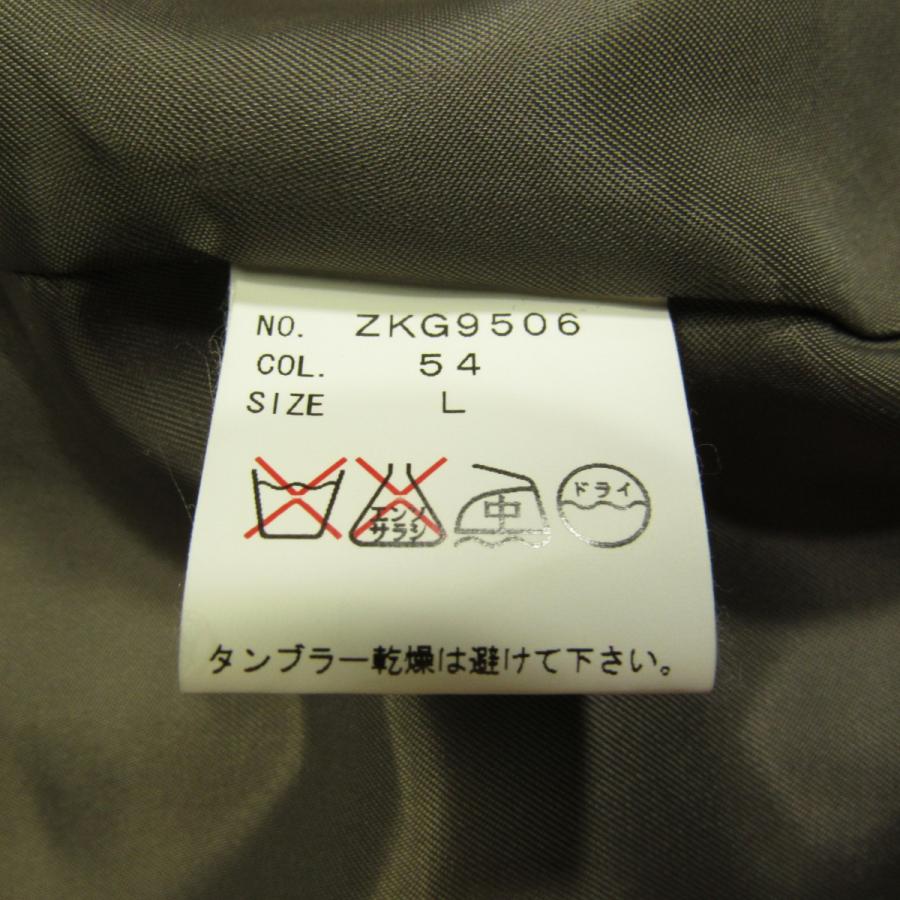 NO. ZKG9506
COL. 54
SIZE L
エンソ
サラシ
中
ドライ
タンブラー乾燥は避けて下さい。